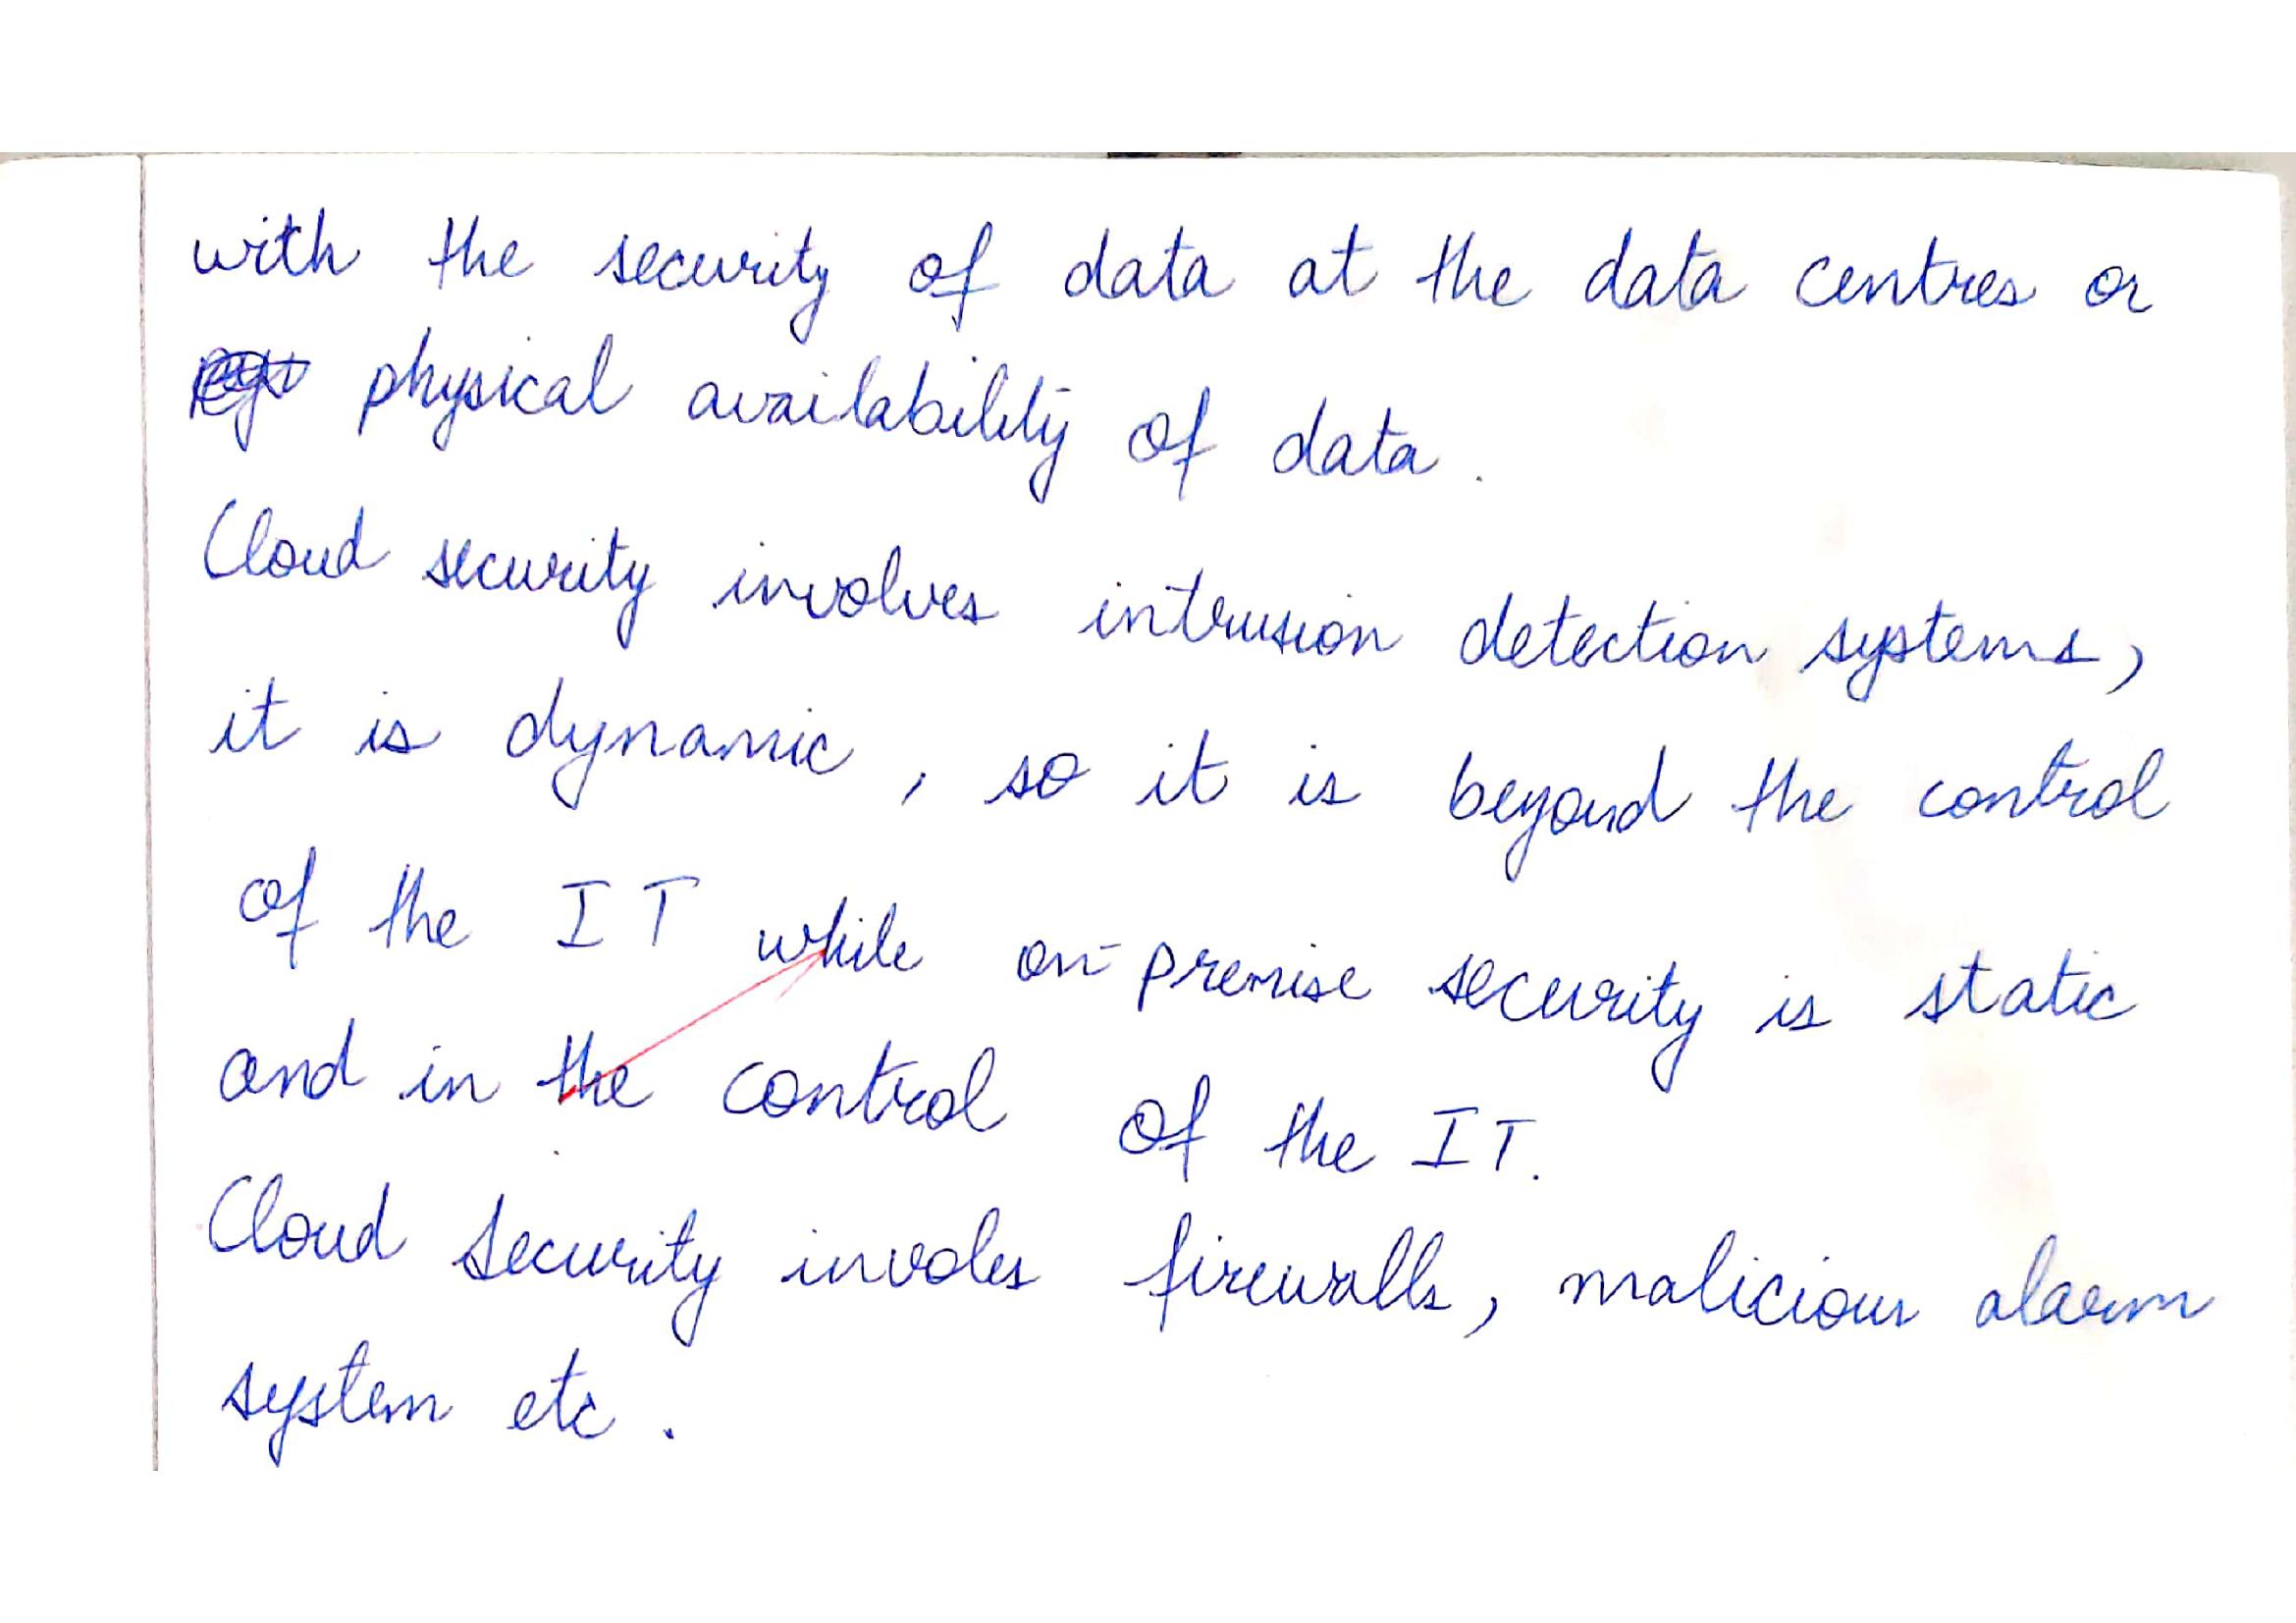 with the security of data at the data centres or
physical availability of data.
Cloud security involves intrusion detection systems,
it is dynamic, so it is beyond the control
of the IT while on-premise security is static
and in the control of the IT.
Cloud security involes firewalls, malicious alarm
system etc.